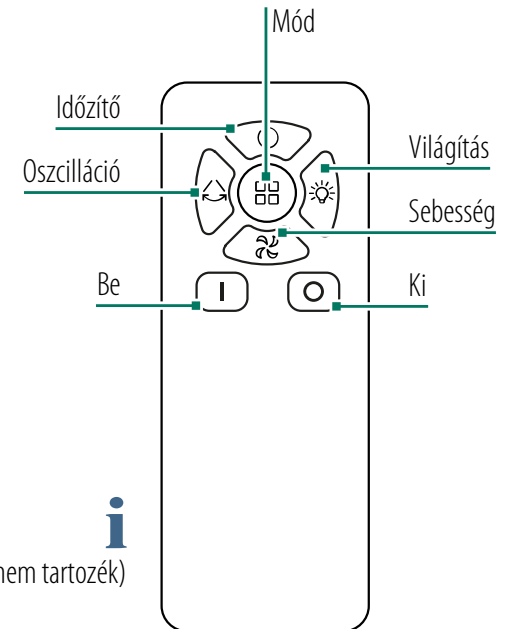 Mód
Időzítő
Világítás
Oszcilláció
Sebesség
Be
Ki
i
nem tartozék)